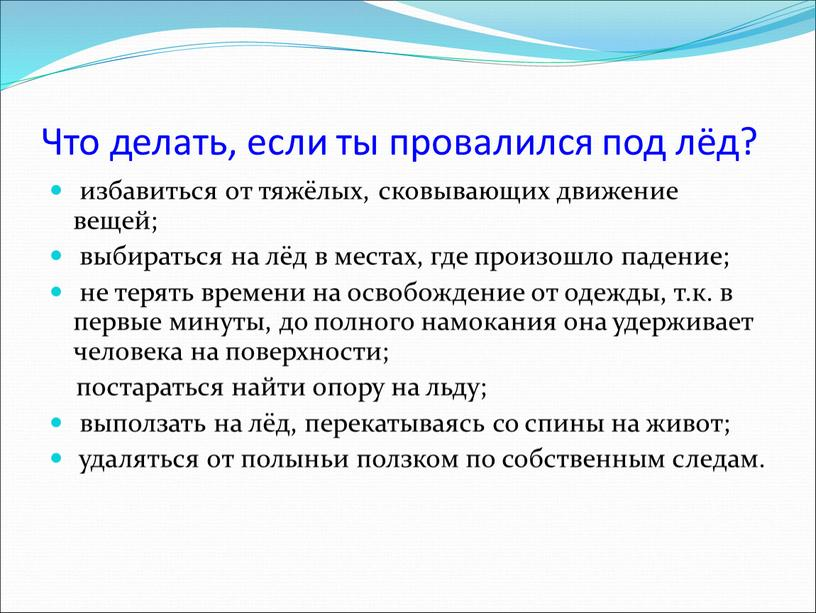 Что делать, если ты провалился под лёд?
избавиться от тяжёлых, сковывающих движение
вещей;
выбираться на лёд в местах, где произошло падение;
не терять времени на освобождение от одежды, т.к. в
первые минуты, до полного намокания она удерживает
человека на поверхности;
постараться найти опору на льду;
выползать на лёд, перекатываясь со спины на живот;
удаляться от полыньи ползком по собственным следам.